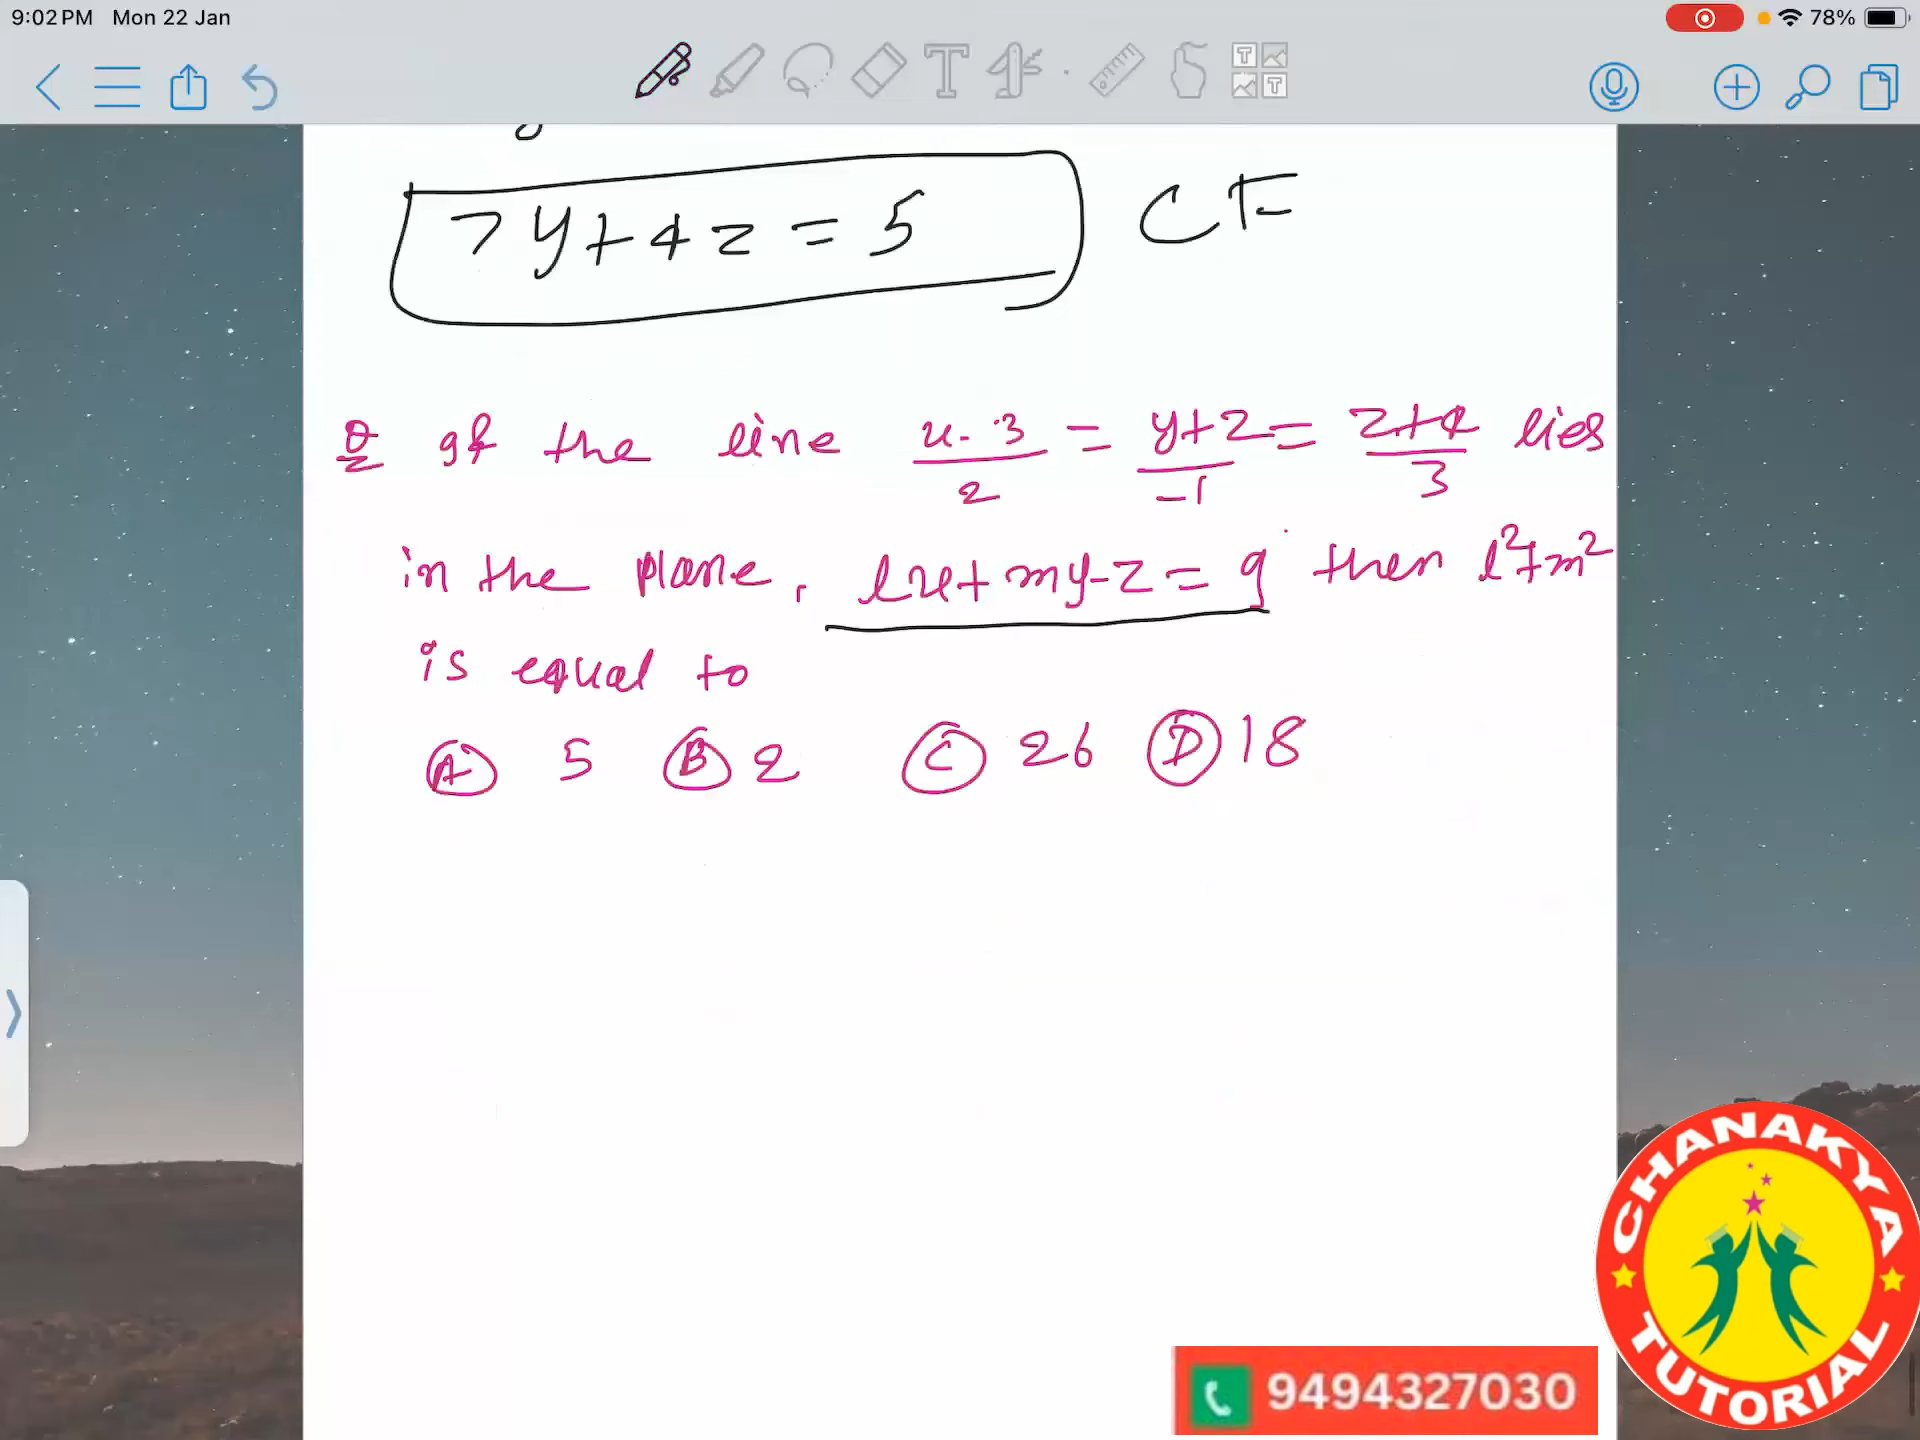 9:02 PM Mon 22 Jan
78%
7y+4z = 5 CF
Q If the line x-3/2 = y+2/-1 = z+4/3 lies
in the plane, lx+my-z=9 then l²+m²
is equal to
(A) 5 (B) 2 (C) 26 (D) 18
CHANAKYA
TUTORIAL
9494327030